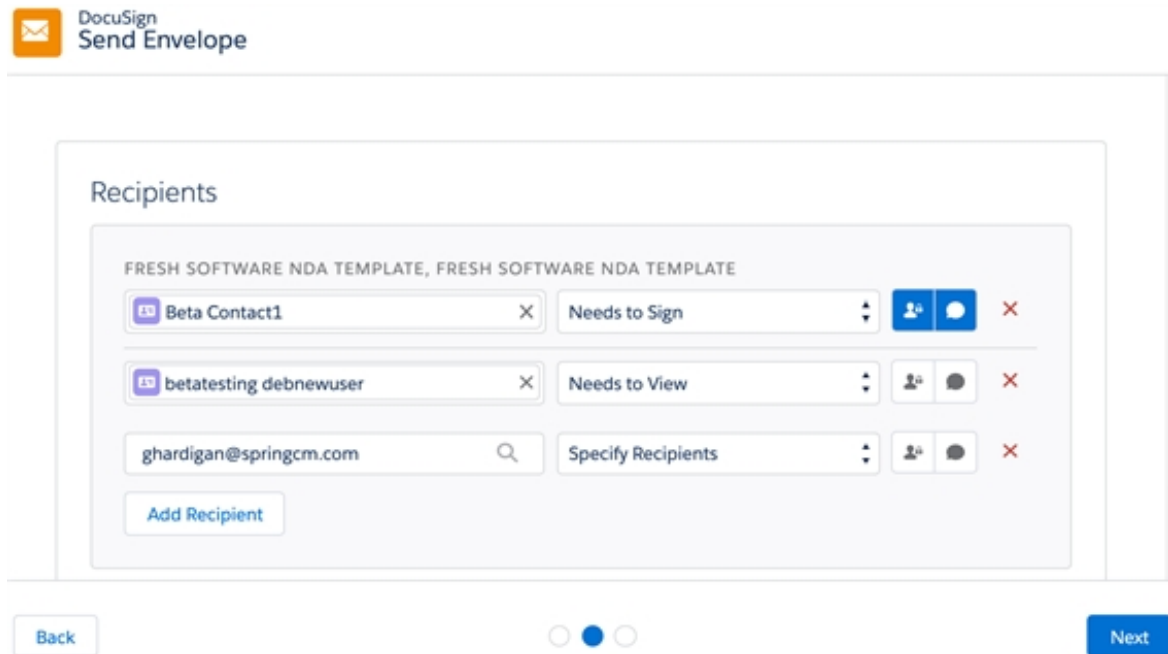 DocuSign
Send Envelope
Recipients
FRESH SOFTWARE NDA TEMPLATE, FRESH SOFTWARE NDA TEMPLATE
Beta Contact1 Needs to Sign
betatesting debnewuser Needs to View
ghardigan@springcm.com Specify Recipients
Add Recipient
Back Next